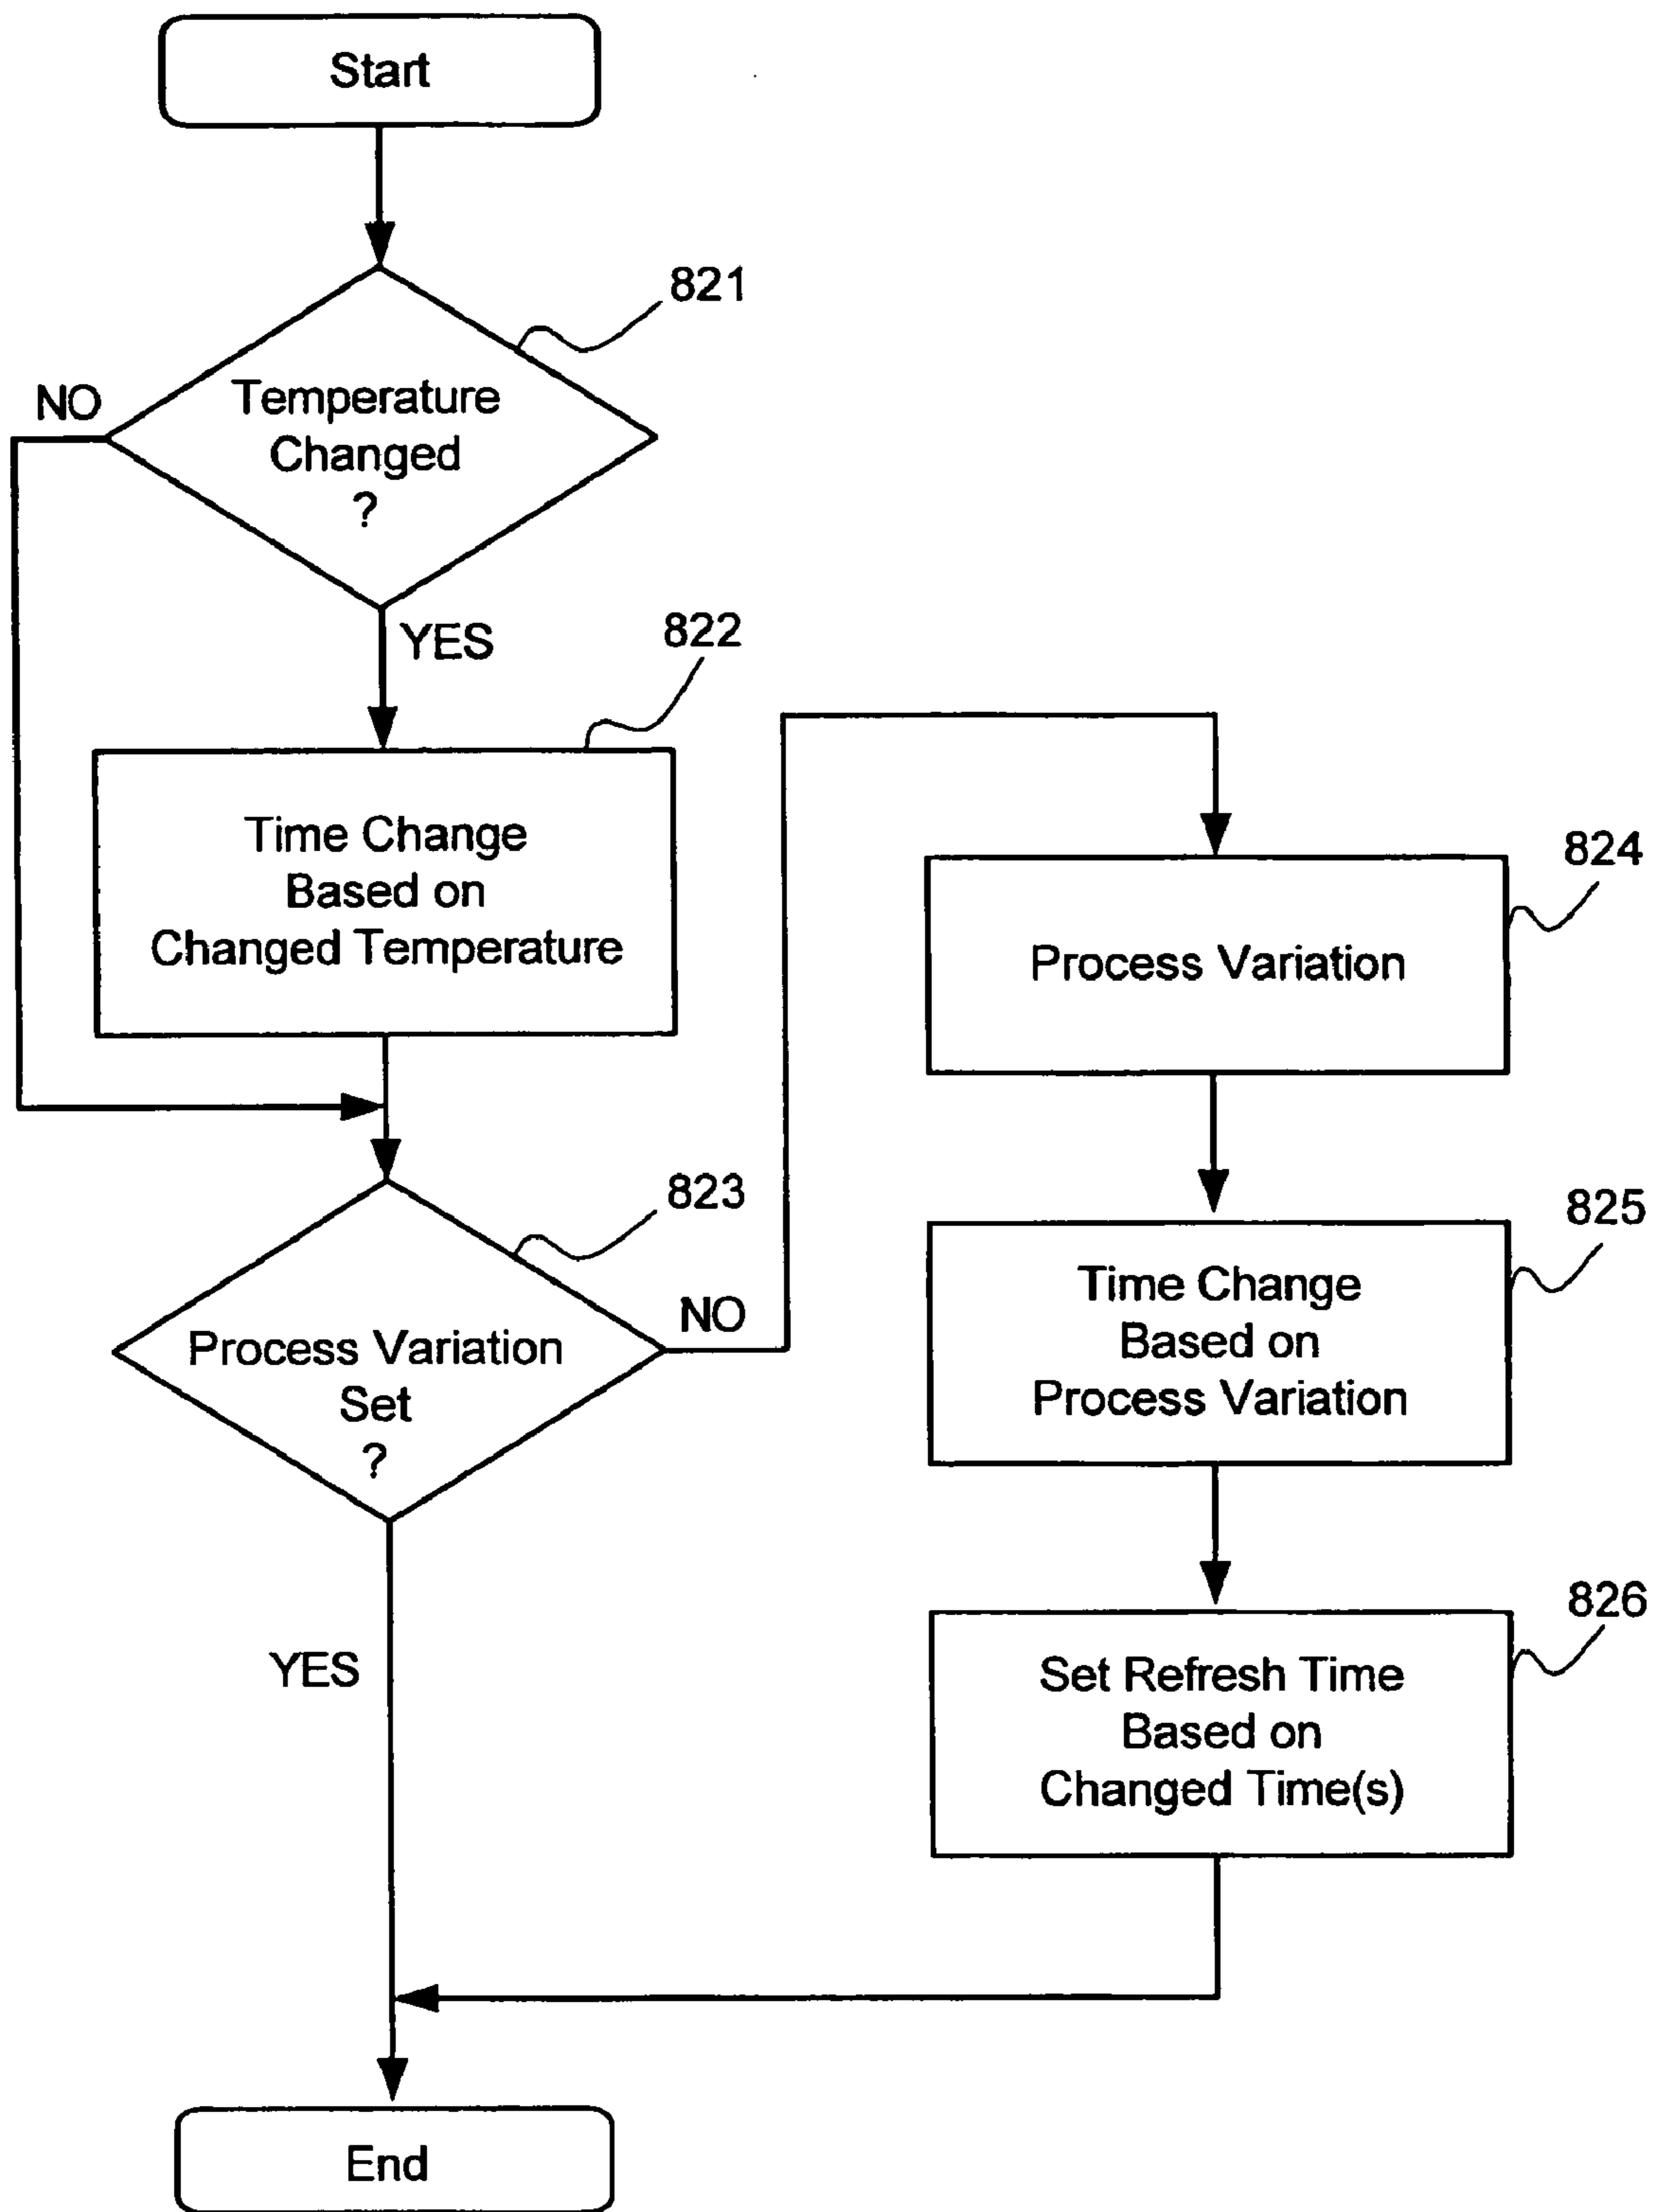 Start
821
Temperature
Changed
?
NO
YES
822
Time Change
Based on
Changed Temperature
823
Process Variation
Set
?
NO
YES
824
Process Variation
825
Time Change
Based on
Process Variation
826
Set Refresh Time
Based on
Changed Time(s)
End